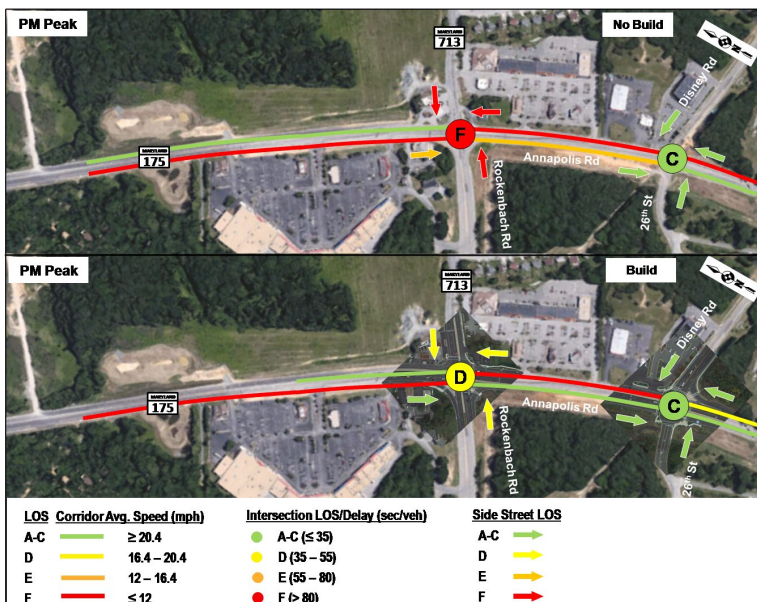 PM Peak
No Build
MARYLAND
713
N
Disney Rd
F
MARYLAND
175
C
Annapolis Rd
Rockenbach Rd
26th St
PM Peak
Build
MARYLAND
713
N
Disney Rd
D
MARYLAND
175
C
Annapolis Rd
Rockenbach Rd
26th St
LOS Corridor Avg. Speed (mph) Intersection LOS/Delay (sec/veh) Side Street LOS
A-C ≥ 20.4 A-C (≤ 35) A-C
D 16.4 – 20.4 D (35 – 55) D
E 12 – 16.4 E (55 – 80) E
F ≤ 12 F (> 80) F